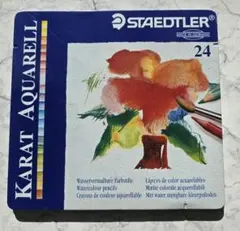 STAEDTLER
24
KARAT AQUARELL
Wasservermalbare Farbstifte
Watercolour pencils
Crayons de couleur aquarellable
Lápices de color acuarelables
Matite colorate acquarellabili
Met water mengbare kleurpotloden